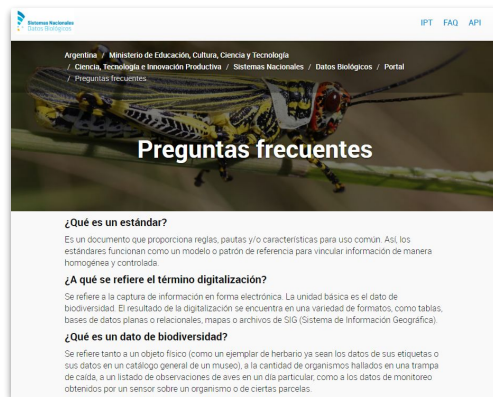 Sistemas Nacionales
Datos Biológicos
IPT FAQ API
Argentina / Ministerio de Educación, Cultura, Ciencia y Tecnología
/ Ciencia, Tecnología e Innovación Productiva / Sistemas Nacionales / Datos Biológicos / Portal
/ Preguntas frecuentes
Preguntas frecuentes
¿Qué es un estándar?
Es un documento que proporciona reglas, pautas y/o características para uso común. Así, los
estándares funcionan como un modelo o patrón de referencia para vincular información de manera
homogénea y controlada.
¿A qué se refiere el término digitalización?
Se refiere a la captura de información en forma electrónica. La unidad básica es el dato de
biodiversidad. El resultado de la digitalización se encuentra en una variedad de formatos, como tablas,
bases de datos planas o relacionales, mapas o archivos de SIG (Sistema de Información Geográfica).
¿Qué es un dato de biodiversidad?
Se refiere tanto a un objeto físico (como un ejemplar de herbario ya sean los datos de sus etiquetas o
sus datos en un catálogo general de un museo), a la cantidad de organismos hallados en una trampa
de caída, a un listado de observaciones de aves en un día particular, como a los datos de monitoreo
obtenidos por un sensor sobre un organismo o de ciertas parcelas.